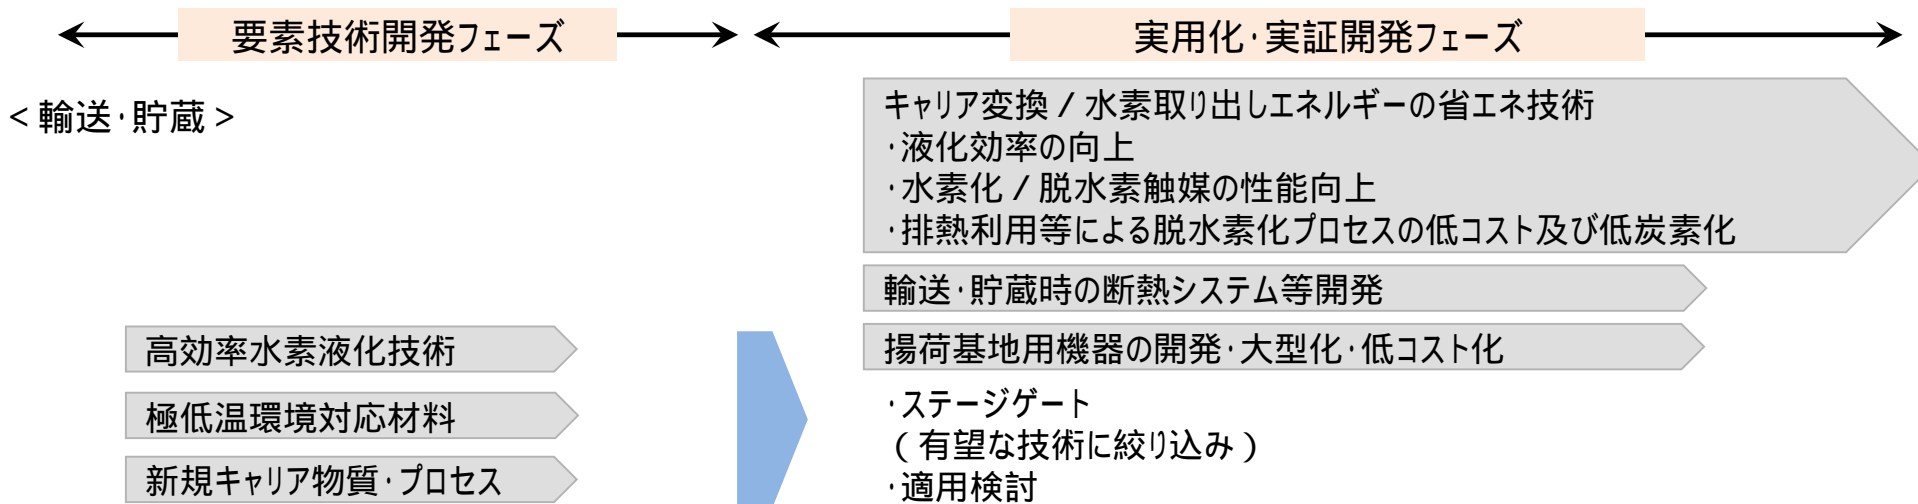 要素技術開発フェーズ
実用化・実証開発フェーズ
<輸送・貯蔵>
キャリア変換/水素取り出しエネルギーの省エネ技術
・液化効率の向上
・水素化/脱水素触媒の性能向上
・排熱利用等による脱水素化プロセスの低コスト及び低炭素化
輸送・貯蔵時の断熱システム等開発
高効率水素液化技術
揚荷基地用機器の開発・大型化・低コスト化
極低温環境対応材料
新規キャリア物質・プロセス
・ステージゲート
(有望な技術に絞り込み)
・適用検討